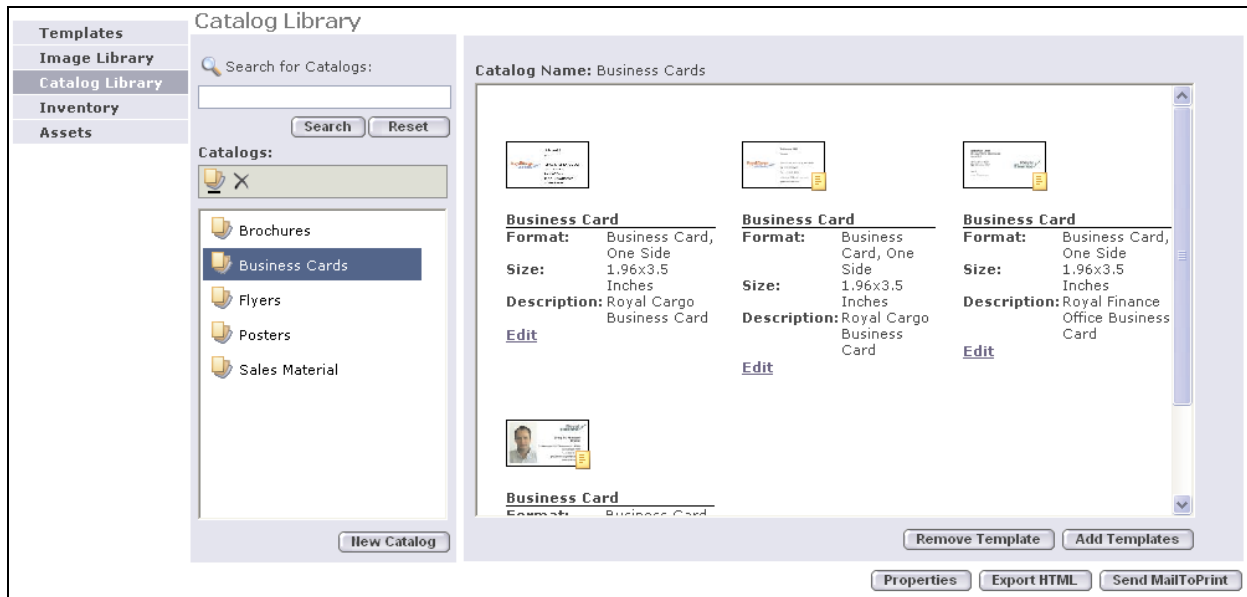 Catalog Library
Templates
Image Library
Catalog Library
Inventory
Assets
Search for Catalogs:
Search
Reset
Catalogs:
Brochures
Business Cards
Flyers
Posters
Sales Material
New Catalog
Catalog Name: Business Cards
Business Card
Format: Business Card,
One Side
Size: 1.96x3.5
Inches
Description: Royal Cargo
Business Card
Edit
Business Card
Format: Business
Card, One
Side
Size: 1.96x3.5
Inches
Description: Royal Cargo
Business
Card
Edit
Business Card
Format: Business Card,
One Side
Size: 1.96x3.5
Inches
Description: Royal Finance
Office Business
Card
Edit
Business Card
Format: Business Card
Remove Template
Add Templates
Properties
Export HTML
Send MailToPrint